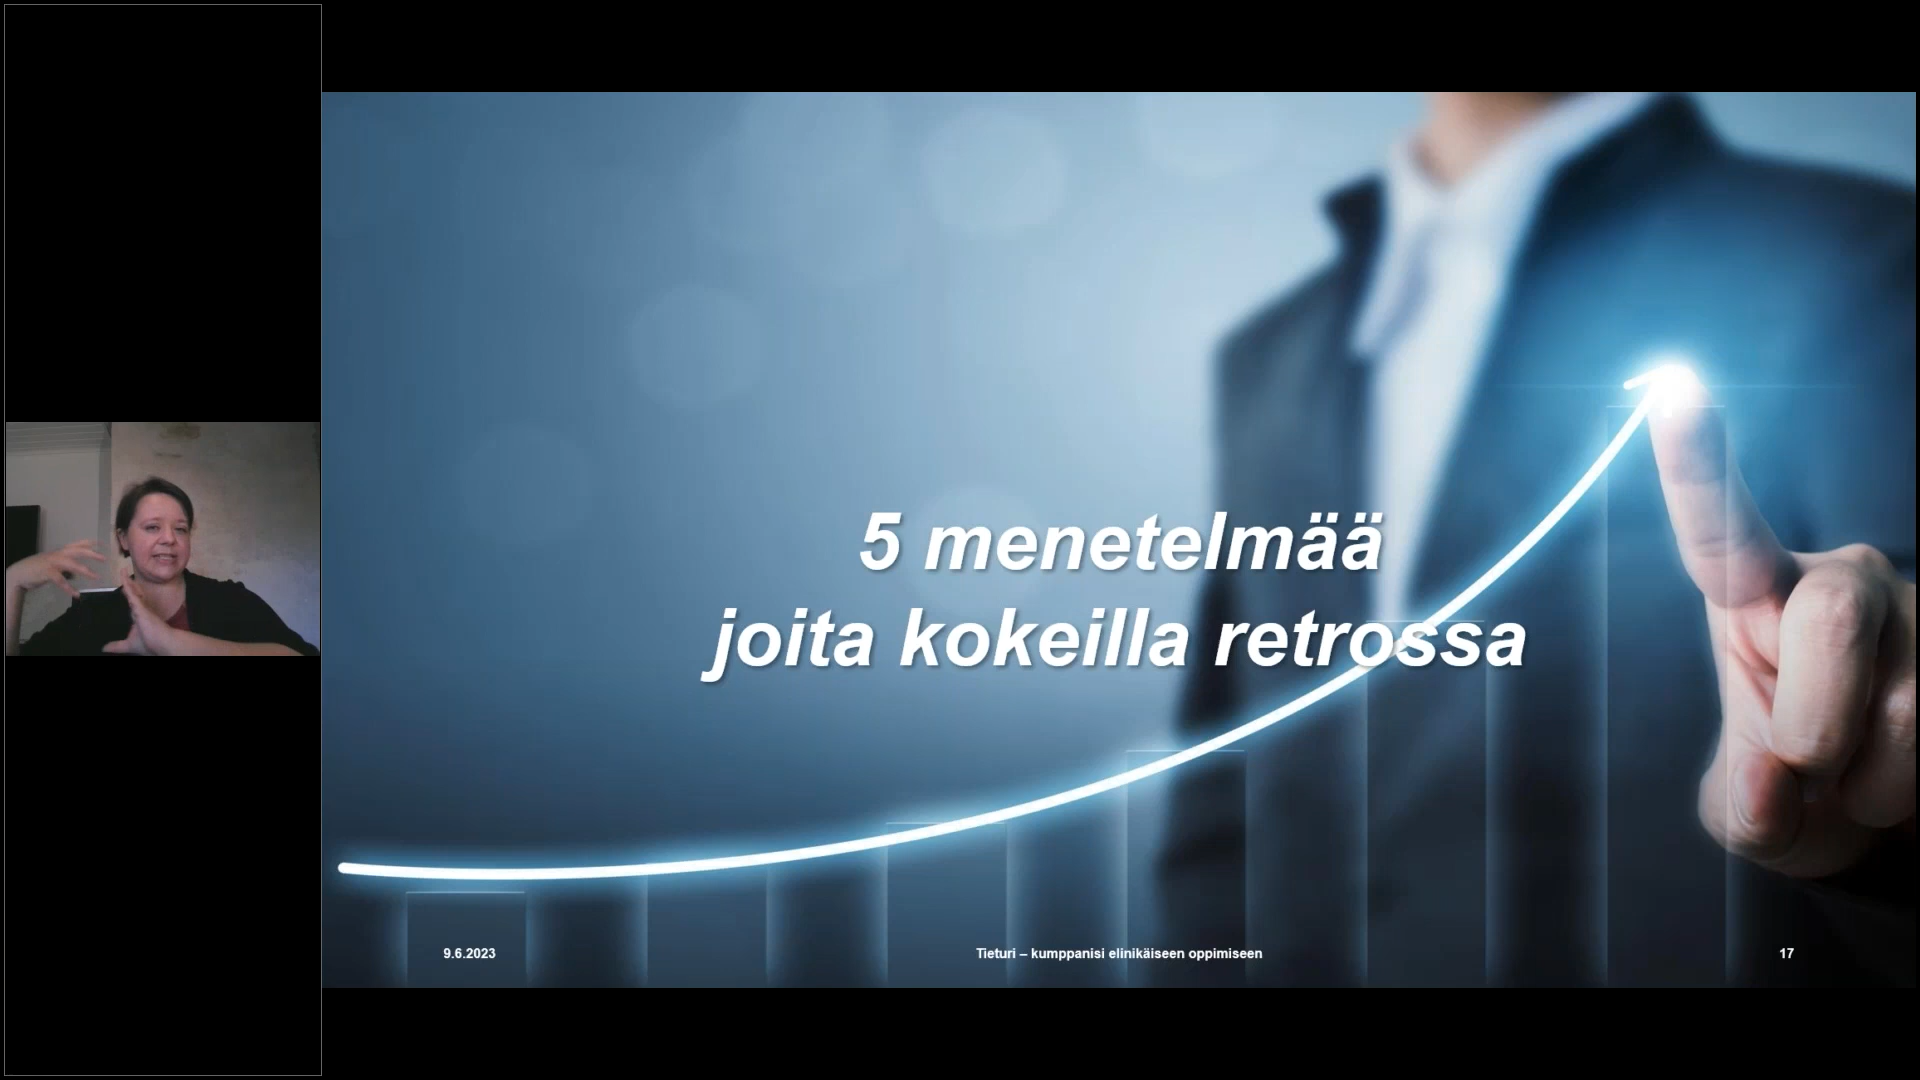 5 menetelmää
joita kokeilla retrossa
9.6.2023
Tieturi – kumppanisi elinikäiseen oppimiseen
17